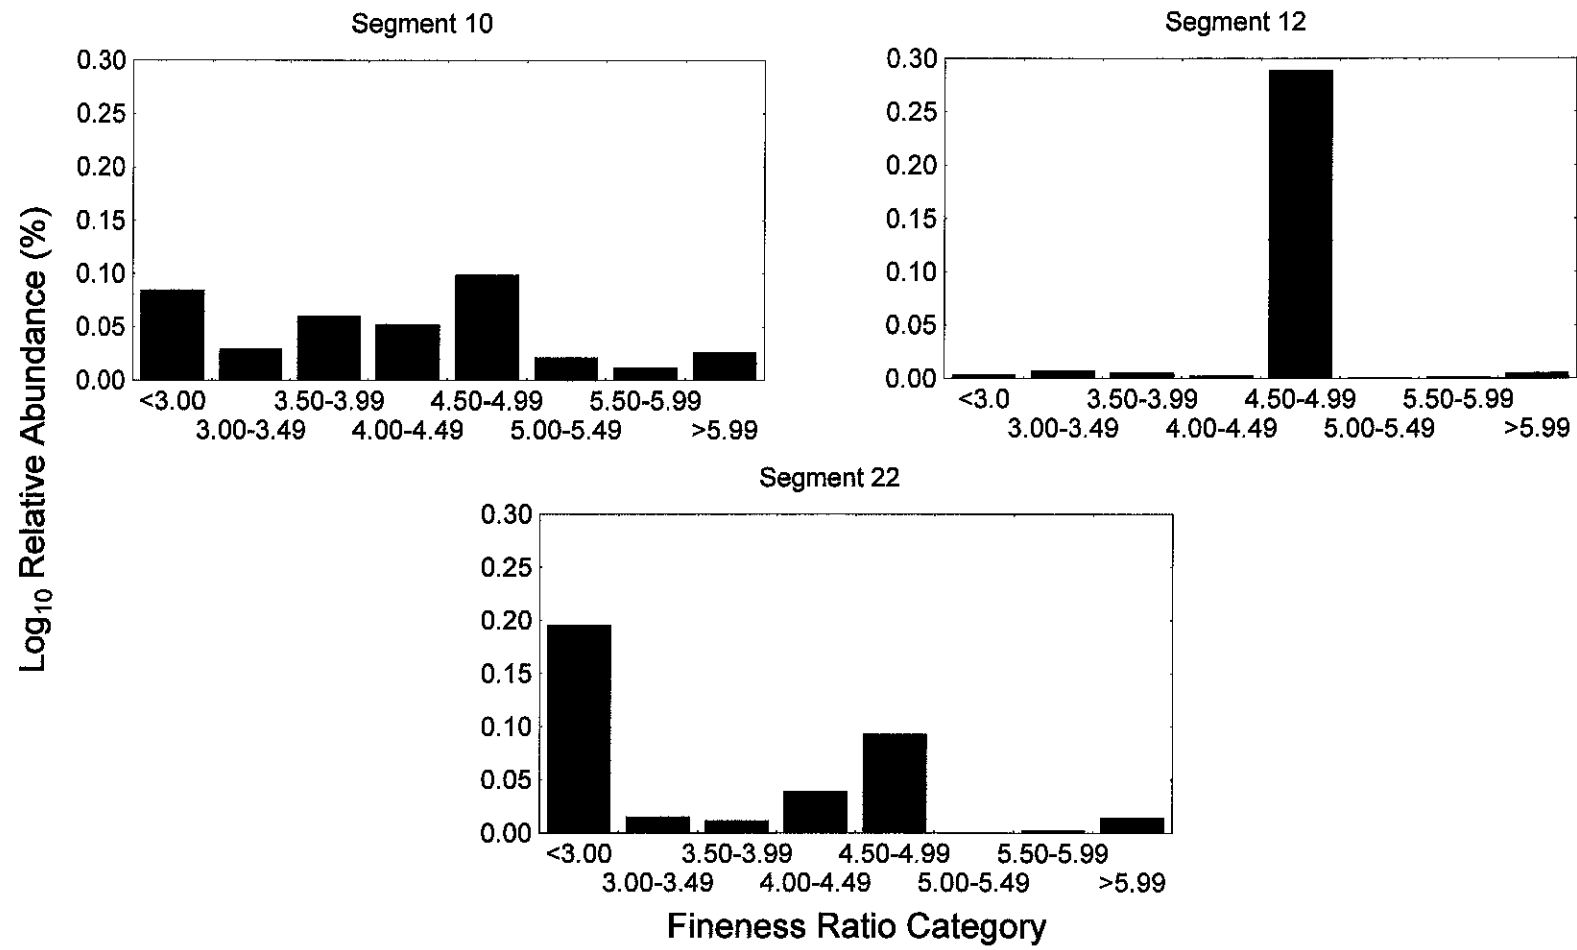 Segment 10
0.30
0.25
0.20
0.15
0.10
0.05
0.00
<3.00 3.50-3.99 4.50-4.99 5.50-5.99
3.00-3.49 4.00-4.49 5.00-5.49 >5.99
Segment 12
0.30
0.25
0.20
0.15
0.10
0.05
0.00
<3.0 3.50-3.99 4.50-4.99 5.50-5.99
3.00-3.49 4.00-4.49 5.00-5.49 >5.99
Log10 Relative Abundance (%)
Segment 22
0.30
0.25
0.20
0.15
0.10
0.05
0.00
<3.00 3.50-3.99 4.50-4.99 5.50-5.99
3.00-3.49 4.00-4.49 5.00-5.49 >5.99
Fineness Ratio Category